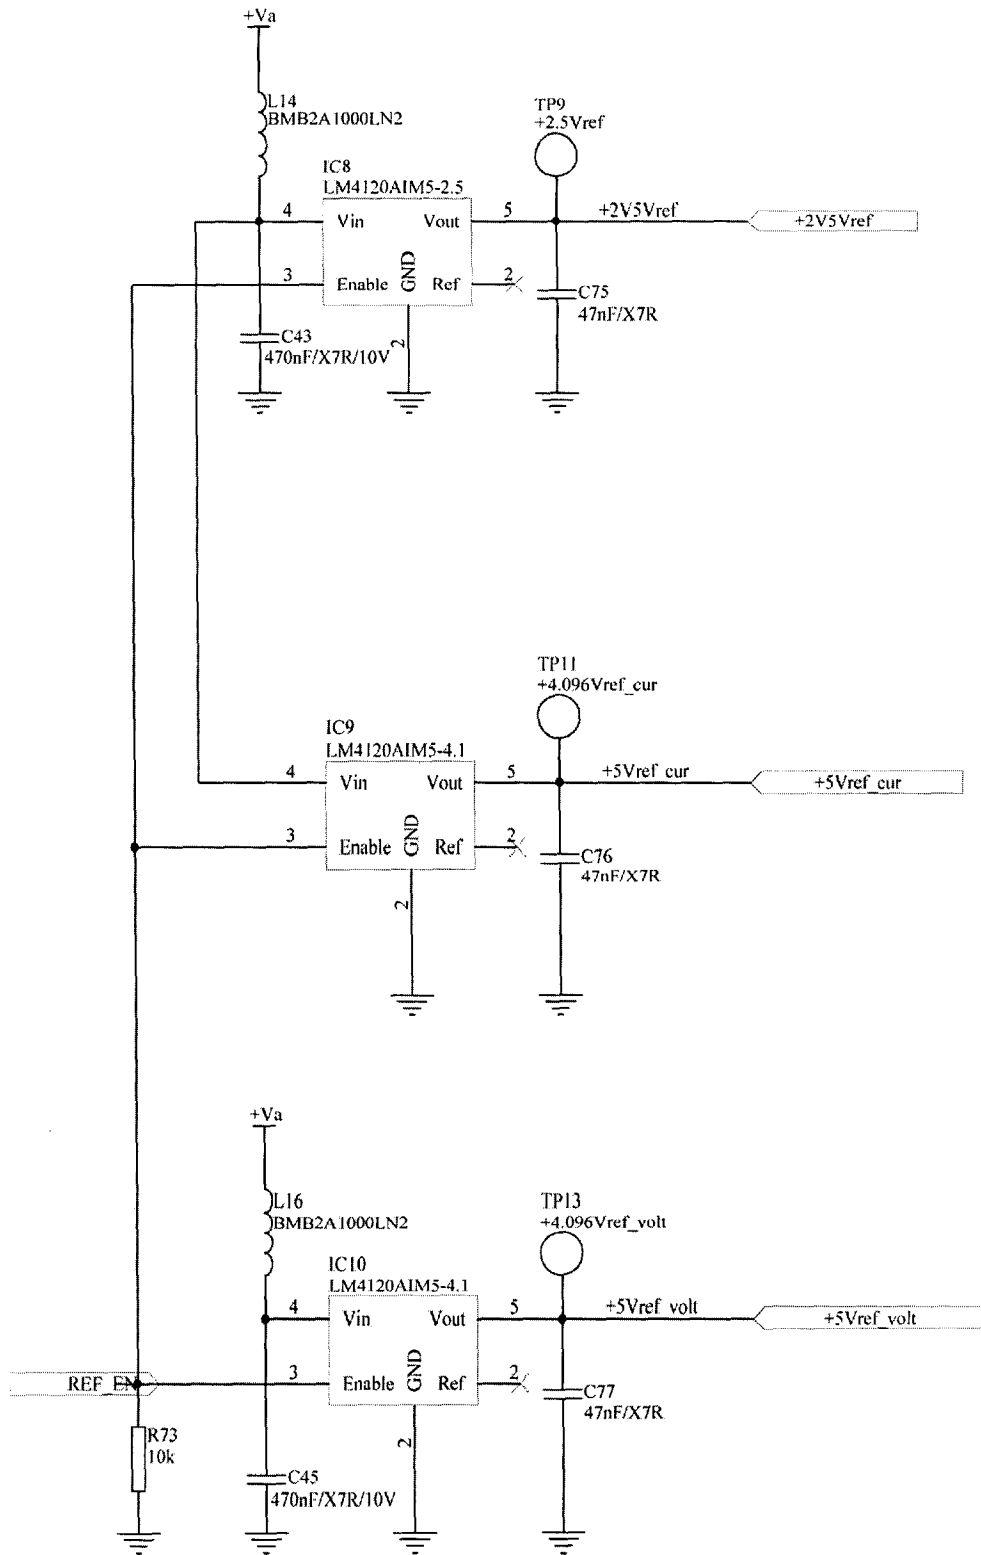 +Va
L14
BMB2A1000LN2
TP9
+2.5Vref
IC8
LM4120AIM5-2.5
4 Vin Vout 5 +2V5Vref +2V5Vref
3 Enable GND Ref 2
C75
47nF/X7R
C43
470nF/X7R/10V
2
TP11
+4.096Vref_cur
IC9
LM4120AIM5-4.1
4 Vin Vout 5 +5Vref_cur +5Vref_cur
3 Enable GND Ref 2
C76
47nF/X7R
2
+Va
L16
BMB2A1000LN2
TP13
+4.096Vref_volt
IC10
LM4120AIM5-4.1
4 Vin Vout 5 +5Vref_volt +5Vref_volt
REF_EN 3 Enable GND Ref 2
C77
47nF/X7R
R73
10k
2
C45
470nF/X7R/10V